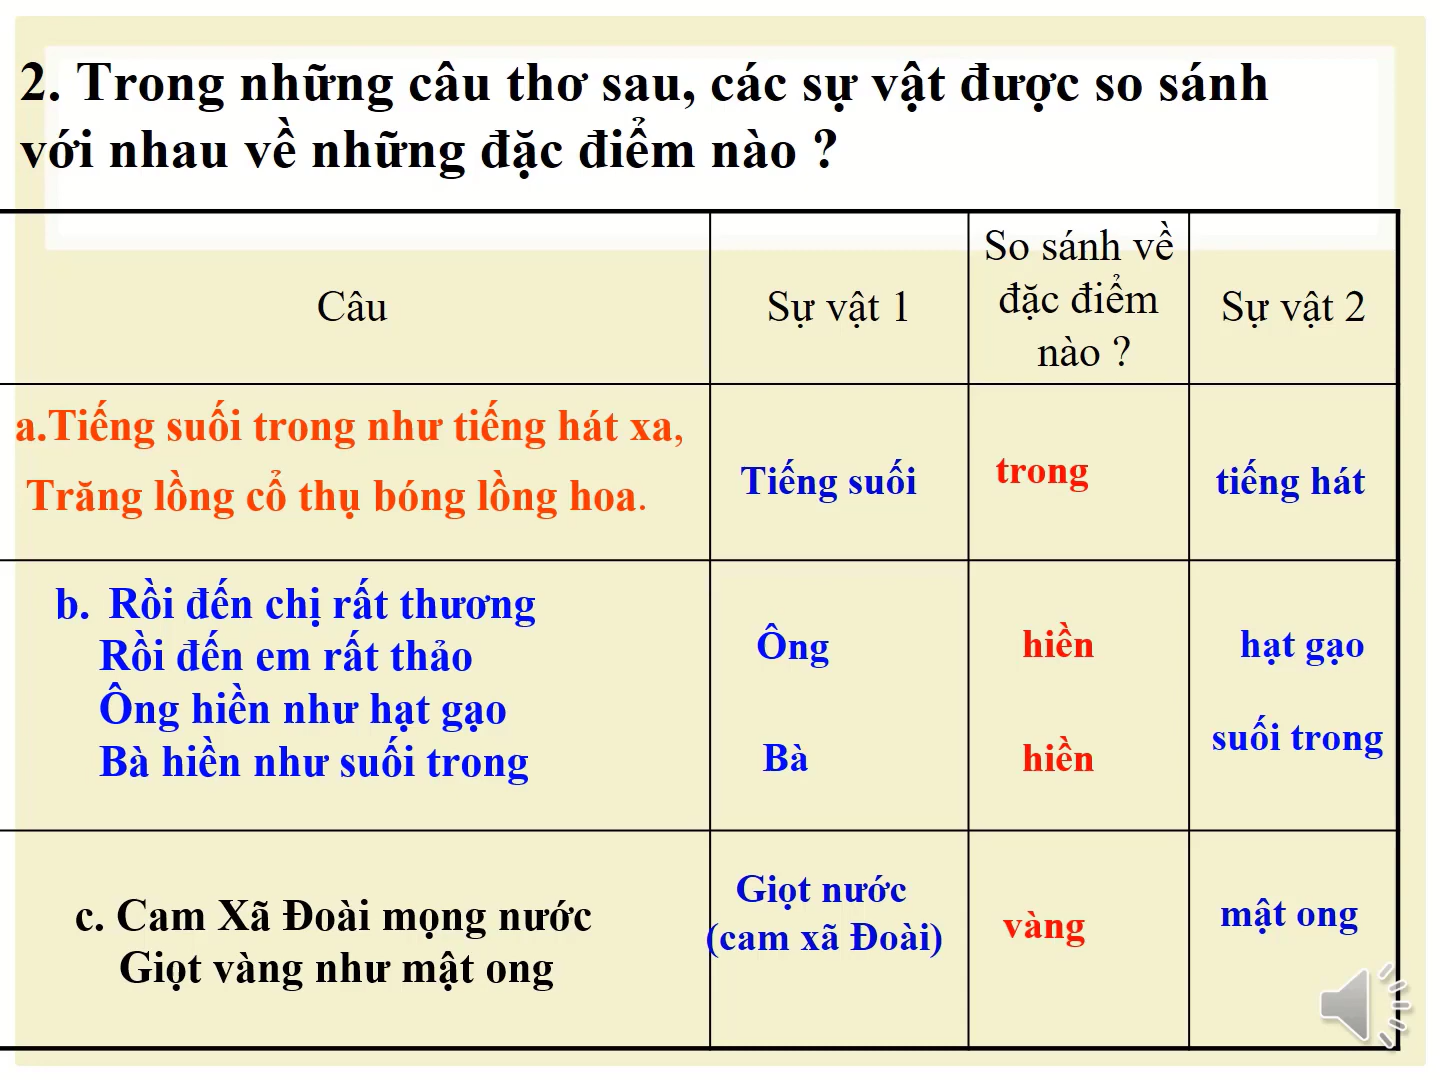 2. Trong những câu thơ sau, các sự vật được so sánh
với nhau về những đặc điểm nào ?
Câu
Sự vật 1
So sánh về
đặc điểm
nào ?
Sự vật 2
a.Tiếng suối trong như tiếng hát xa,
Trăng lồng cổ thụ bóng lồng hoa.
Tiếng suối
trong
tiếng hát
b. Rồi đến chị rất thương
Rồi đến em rất thảo
Ông hiền như hạt gạo
Bà hiền như suối trong
Ông
hiền
hạt gạo
Bà
hiền
suối trong
c. Cam Xã Đoài mọng nước
Giọt vàng như mật ong
Giọt nước
(cam xã Đoài)
vàng
mật ong